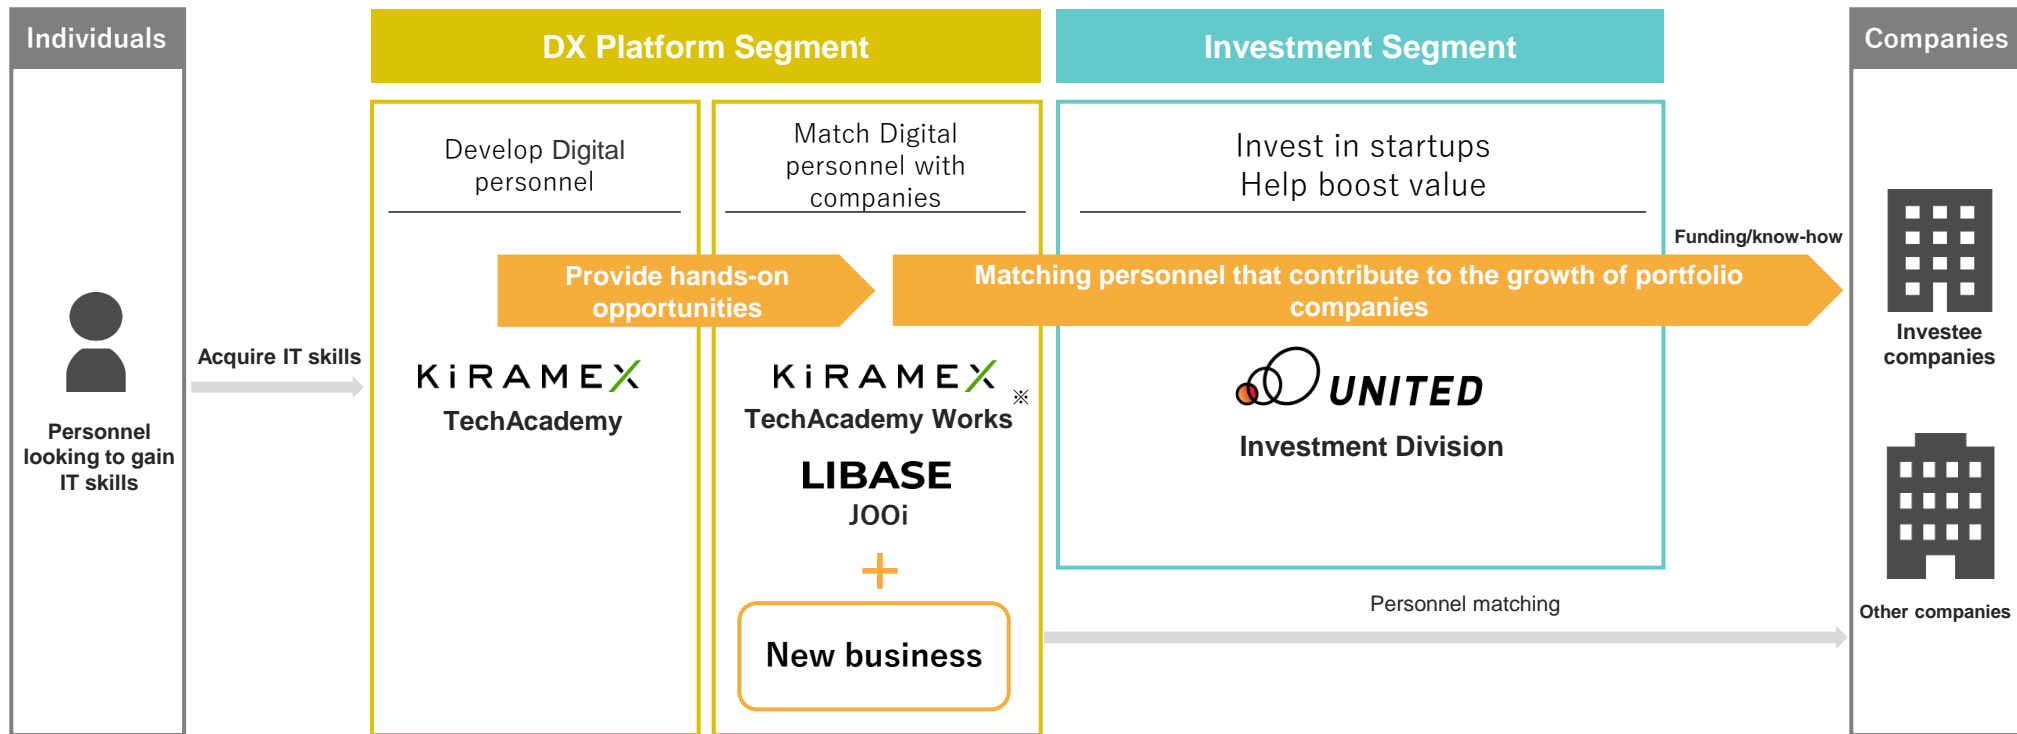 Individuals
DX Platform Segment
Investment Segment
Companies
Develop Digital
personnel
Match Digital
personnel with
companies
Invest in startups
Help boost value
Funding/know-how
Provide hands-on
opportunities
Matching personnel that contribute to the growth of portfolio
companies
Acquire IT skills
Personnel
looking to gain
IT skills
KiRAMEX
TechAcademy
KiRAMEX
TechAcademy Works※
LIBASE
JOOi
+
New business
UNITED
Investment Division
Investee
companies
Personnel matching
Other companies